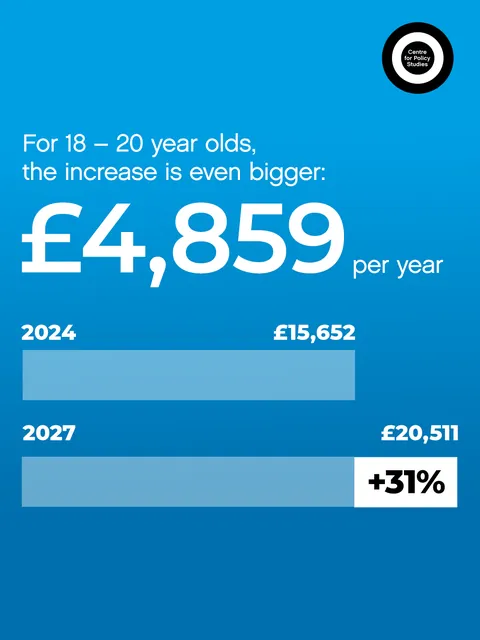 Centre
for Policy
Studies
For 18 – 20 year olds,
the increase is even bigger:
£4,859 per year
2024 £15,652
2027 £20,511
+31%